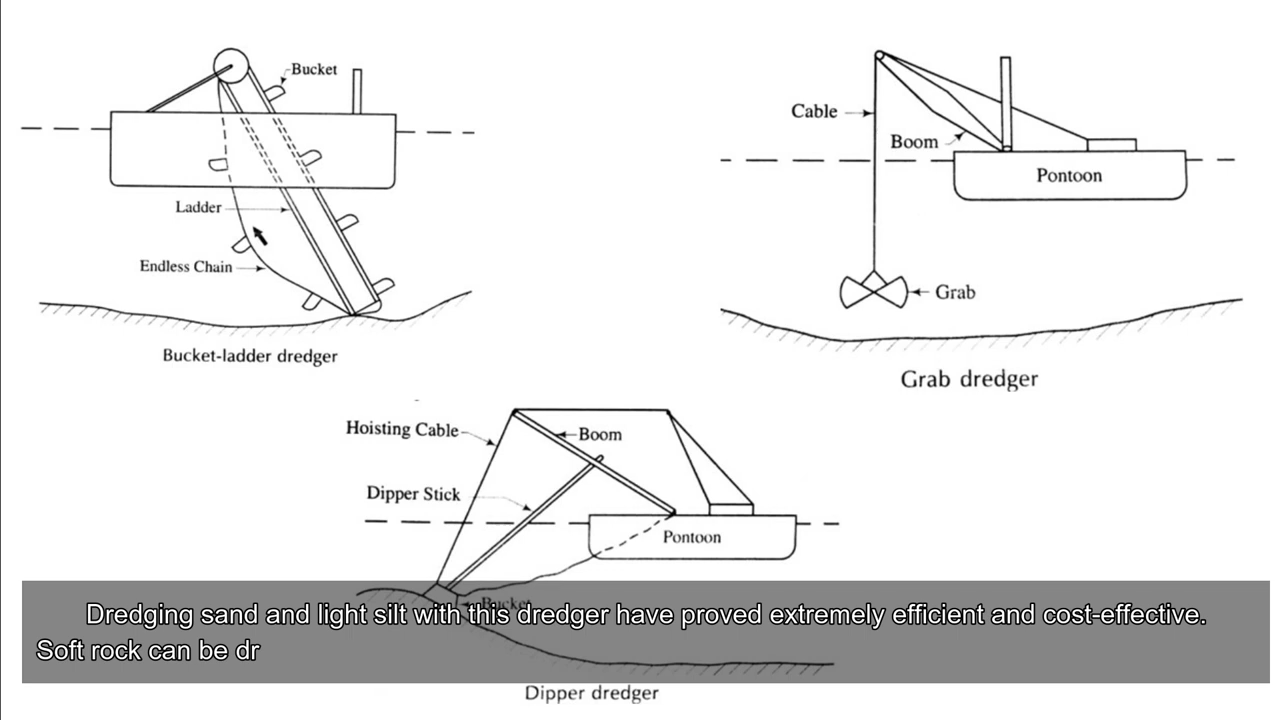 Bucket
Ladder
Endless Chain
Bucket-ladder dredger
Cable
Boom
Pontoon
Grab
Grab dredger
Hoisting Cable
Boom
Dipper Stick
Pontoon
Bucket
Dredging sand and light silt with this dredger have proved extremely efficient and cost-effective.
Soft rock can be dr
Dipper dredger